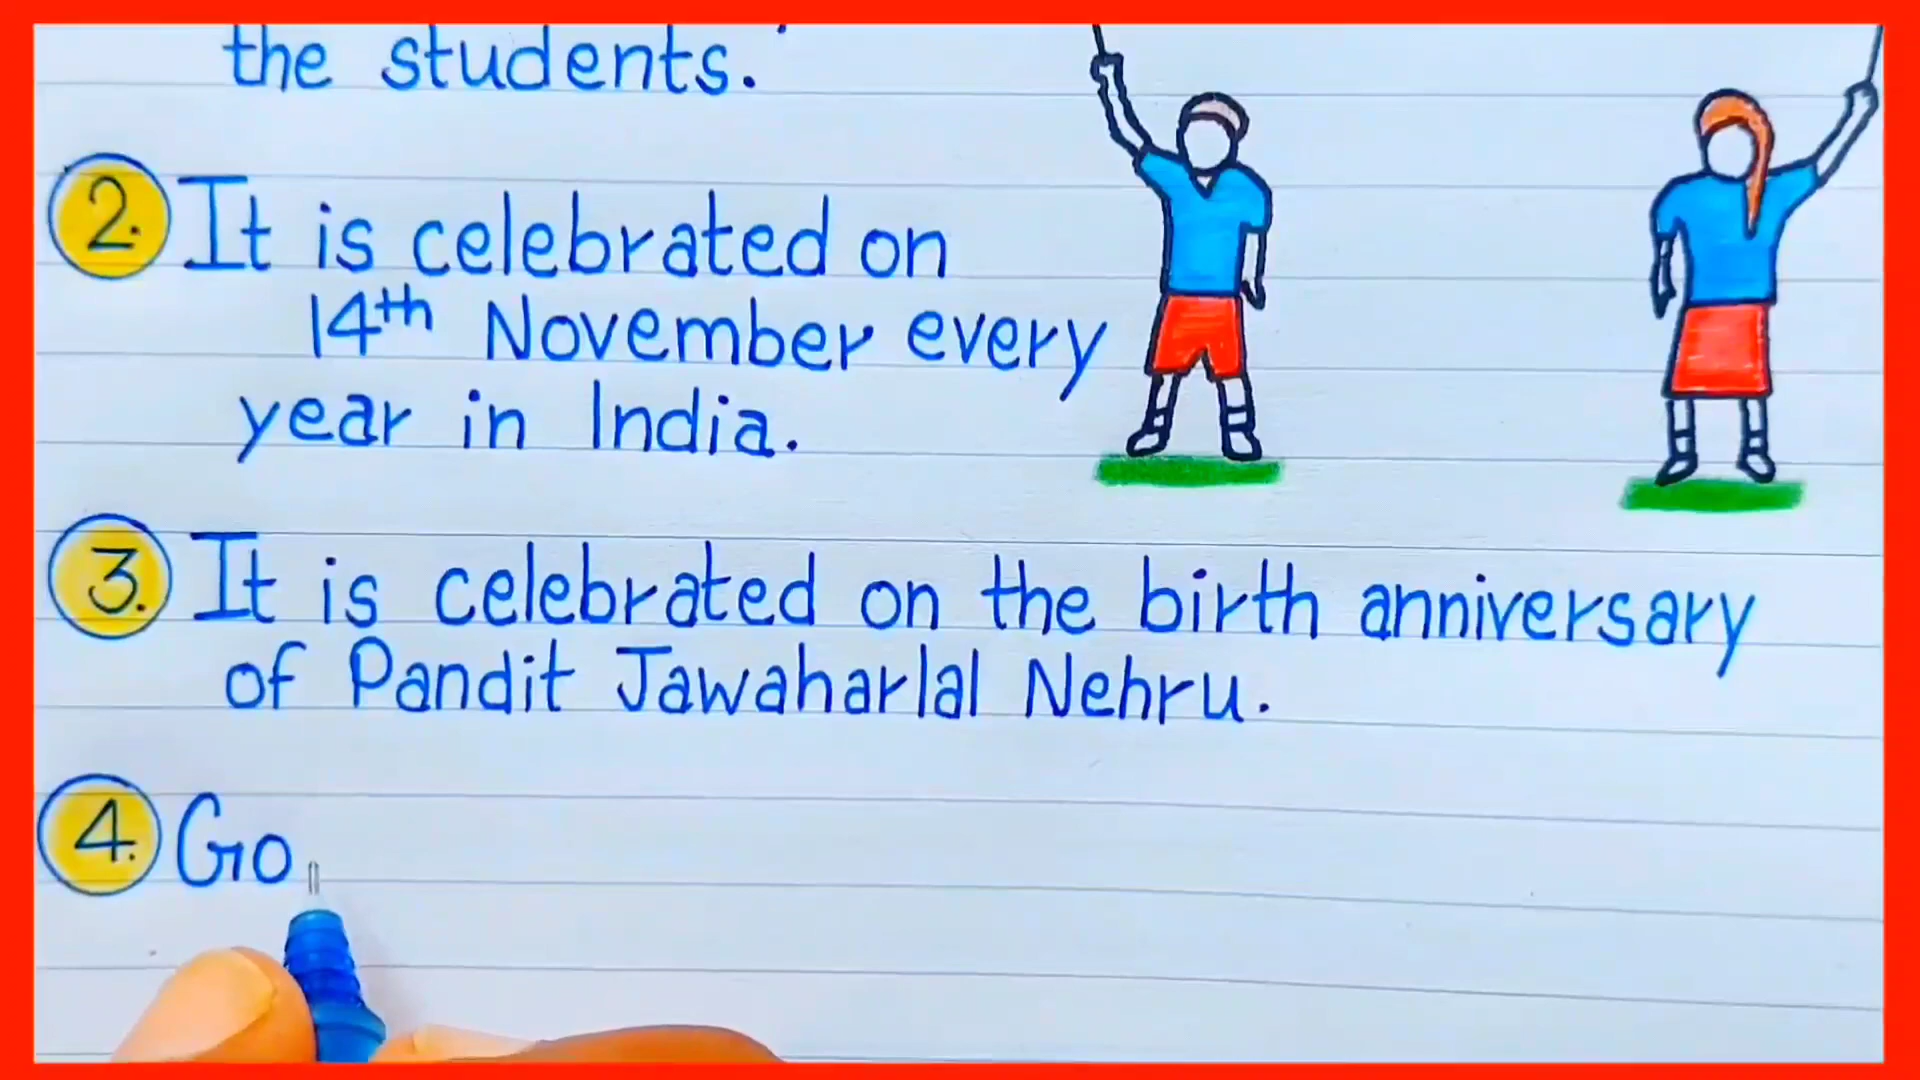 the students.
2. It is celebrated on
14th November every
year in India.
3. It is celebrated on the birth anniversary
of Pandit Jawaharlal Nehru.
4. Go